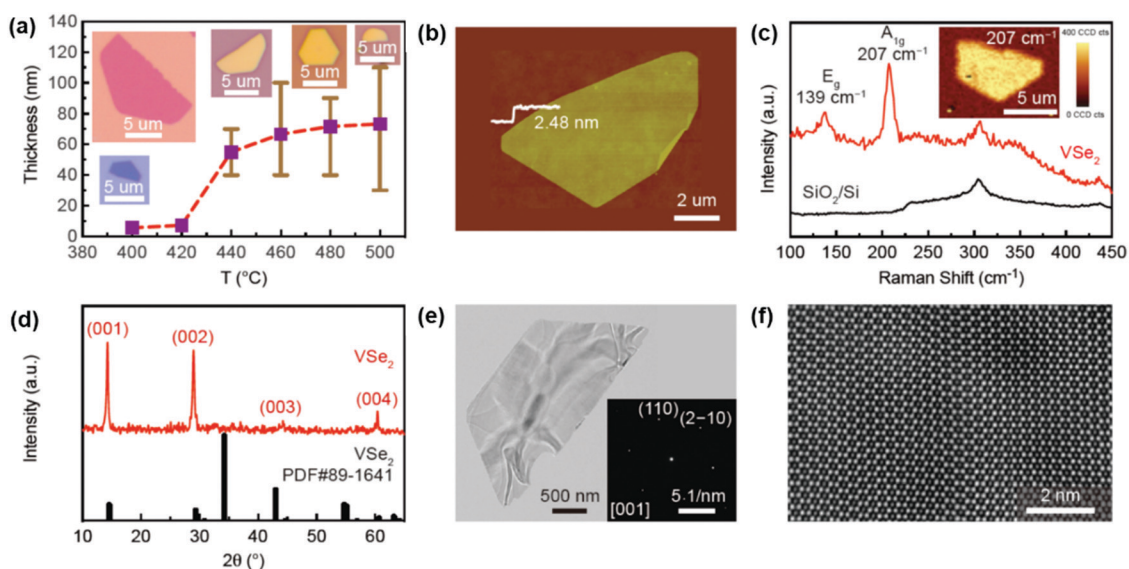 (a)
140
120
100
80
60
40
20
0
Thickness (nm)
5 um
5 um
5 um
5 um
5 um
380 400 420 440 460 480 500
T (°C)
(b)
2.48 nm
2 um
(c)
A1g
207 cm⁻¹
Eg
139 cm⁻¹
207 cm⁻¹
5 um
400 CCD cts
0 CCD cts
VSe₂
SiO₂/Si
Intensity (a.u.)
100 150 200 250 300 350 400 450
Raman Shift (cm⁻¹)
(d)
(001)
(002)
(003)
(004)
VSe₂
VSe₂
PDF#89-1641
Intensity (a.u.)
10 20 30 40 50 60
2θ (°)
(e)
(110)
(2−10)
500 nm
[001]
5 1/nm
(f)
2 nm